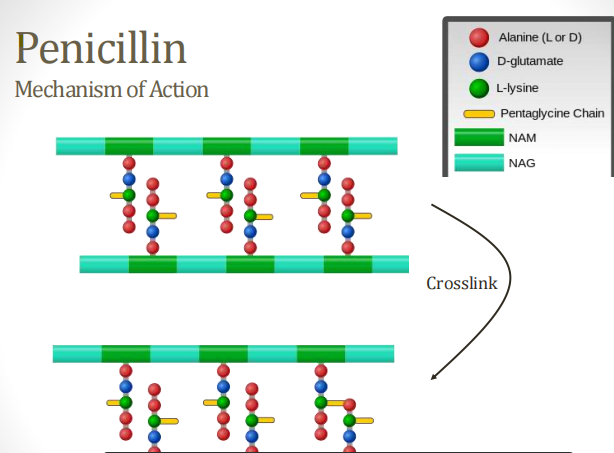 Penicillin
Mechanism of Action
Alanine (L or D)
D-glutamate
L-lysine
Pentaglycine Chain
NAM
NAG
Crosslink